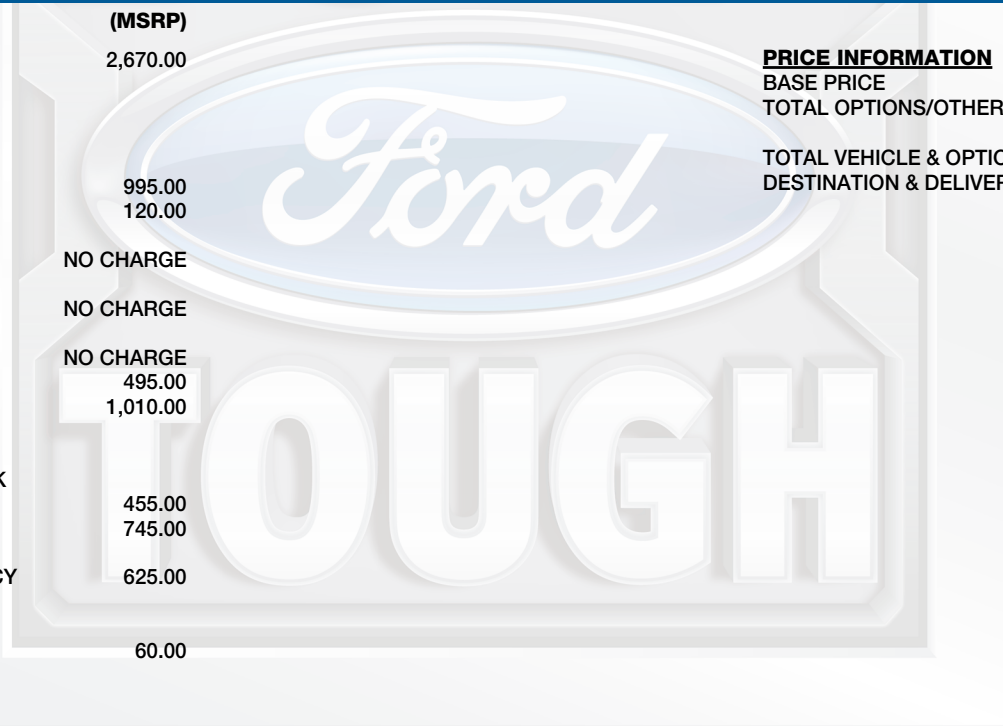 (MSRP)
2,670.00
995.00
120.00
NO CHARGE
NO CHARGE
NO CHARGE
495.00
1,010.00
K
455.00
745.00
CY
625.00
60.00
PRICE INFORMATION
BASE PRICE
TOTAL OPTIONS/OTHER
TOTAL VEHICLE & OPTIO
DESTINATION & DELIVER
Ford
TOUGH